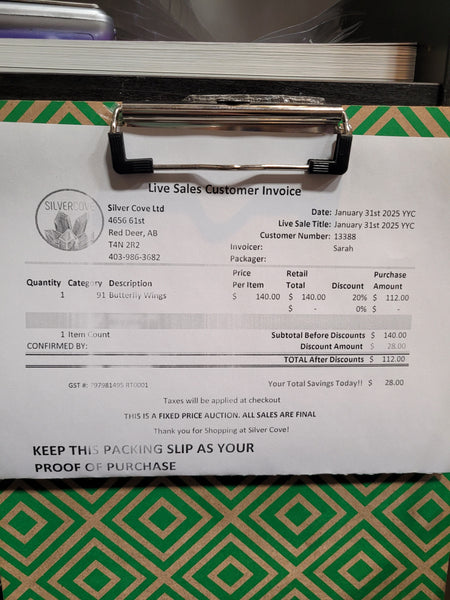 Live Sales Customer Invoice
SILVERCOVE
Silver Cove Ltd
4656 61st
Red Deer, AB
T4N 2R2
403-986-3682
Date: January 31st 2025 YYC
Live Sale Title: January 31st 2025 YYC
Customer Number: 13388
Invoicer: Sarah
Packager:
Quantity Category Description Price Per Item Retail Total Discount Purchase Amount
1 91 Butterfly Wings $ 140.00 $ 140.00 20% $ 112.00
$ - 0% $ -
1 Item Count Subtotal Before Discounts $ 140.00
CONFIRMED BY: Discount Amount $ 28.00
TOTAL After Discounts $ 112.00
GST #: 797981495 RT0001 Your Total Savings Today!! $ 28.00
Taxes will be applied at checkout
THIS IS A FIXED PRICE AUCTION. ALL SALES ARE FINAL
Thank you for Shopping at Silver Cove!
KEEP THIS PACKING SLIP AS YOUR
PROOF OF PURCHASE